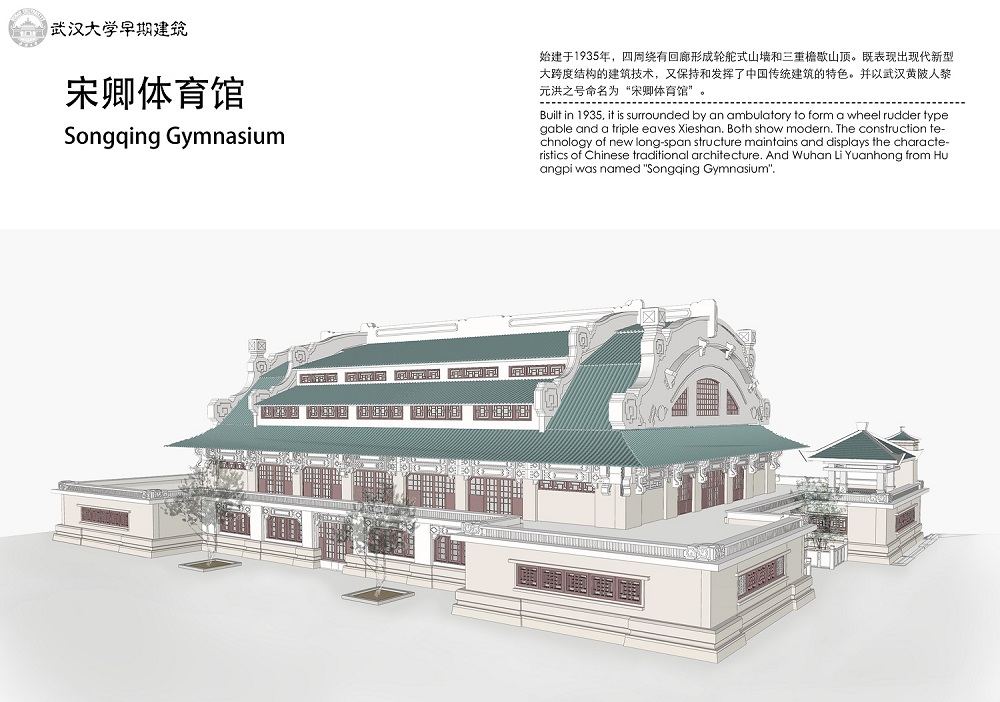 武汉大学早期建筑
宋卿体育馆
Songqing Gymnasium
始建于1935年，四周绕有回廊形成轮舵式山墙和三重檐歇山顶。既表现出现代新型
大跨度结构的建筑技术，又保持和发挥了中国传统建筑的特色。并以武汉黄陂人黎
元洪之号命名为“宋卿体育馆”。
Built in 1935, it is surrounded by an ambulatory to form a wheel rudder type
gable and a triple eaves Xieshan. Both show modern. The construction te-
chnology of new long-span structure maintains and displays the characte-
ristics of Chinese traditional architecture. And Wuhan Li Yuanhong from Hu
angpi was named "Songqing Gymnasium".